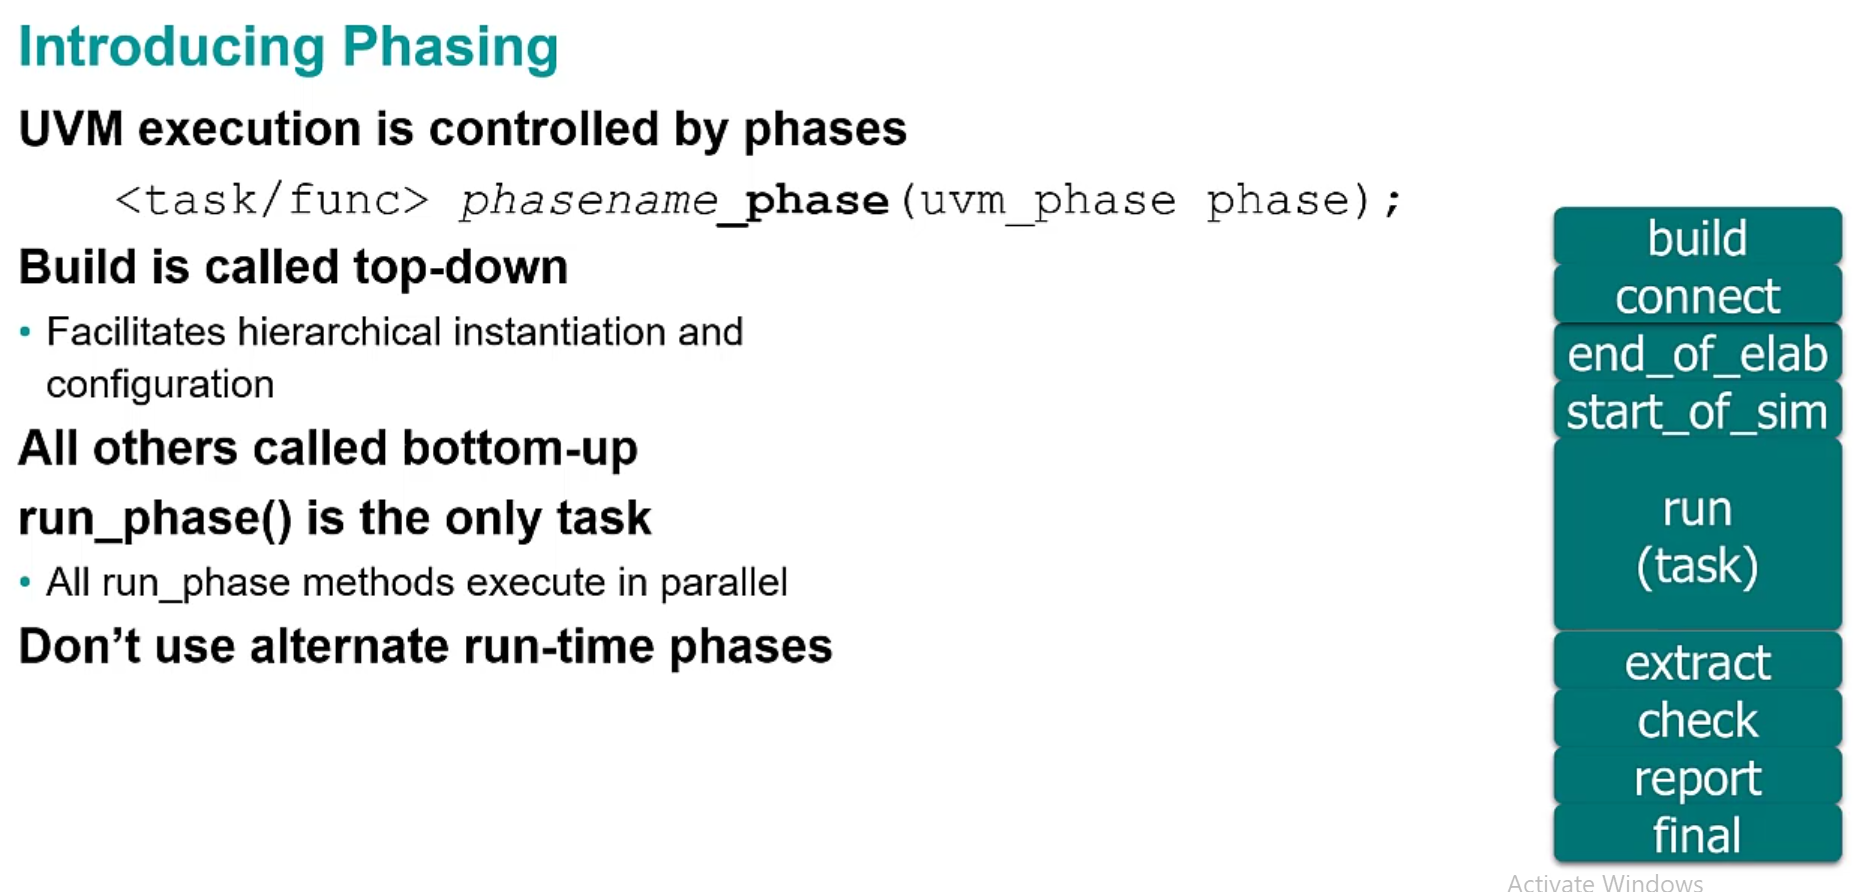 Introducing Phasing
UVM execution is controlled by phases
<task/func> phasename_phase(uvm_phase phase);
Build is called top-down
• Facilitates hierarchical instantiation and
configuration
All others called bottom-up
run_phase() is the only task
• All run_phase methods execute in parallel
Don’t use alternate run-time phases
build
connect
end_of_elab
start_of_sim
run
(task)
extract
check
report
final
Activate Windows